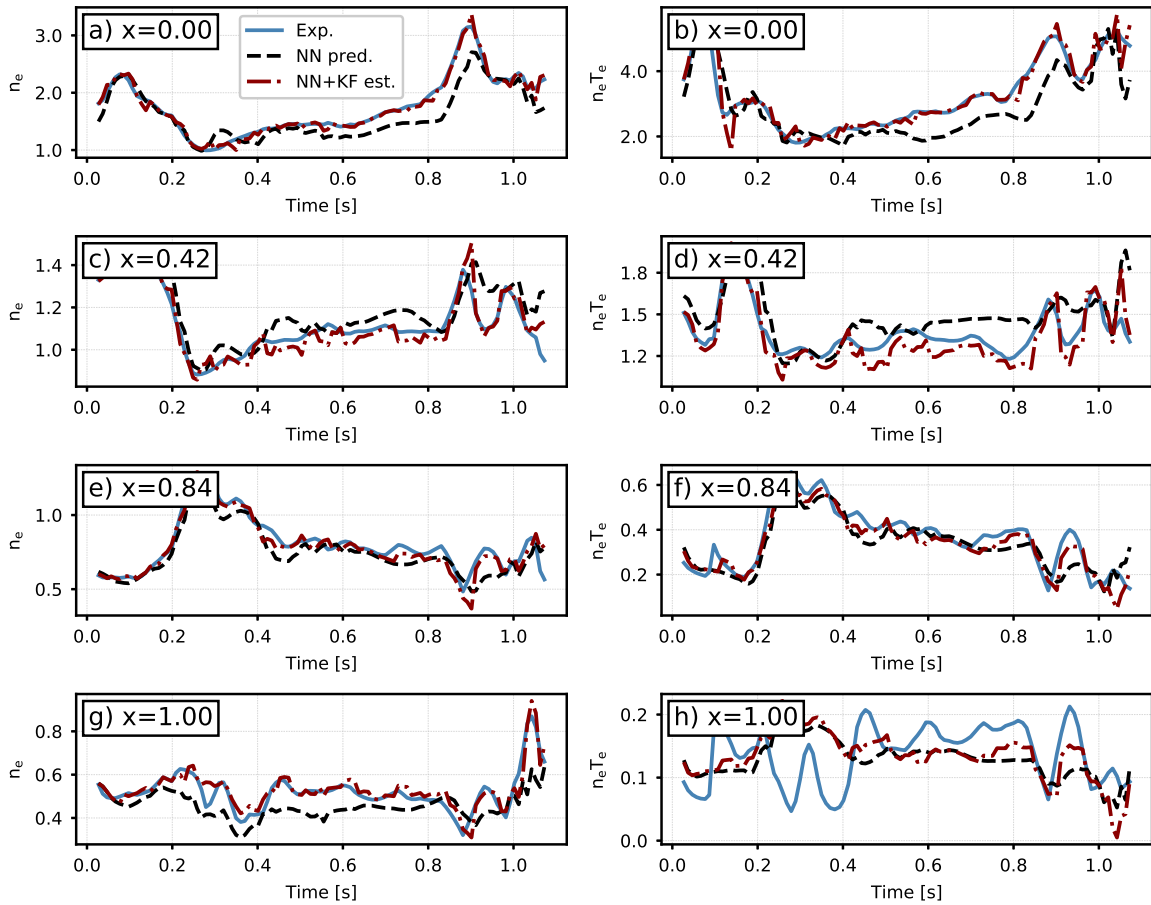 a) x=0.00
Exp.
NN pred.
NN+KF est.
nₑ
3.0
2.0
1.0
0.0 0.2 0.4 0.6 0.8 1.0
Time [s]
b) x=0.00
nₑTₑ
4.0
2.0
0.0 0.2 0.4 0.6 0.8 1.0
Time [s]
c) x=0.42
nₑ
1.4
1.2
1.0
0.0 0.2 0.4 0.6 0.8 1.0
Time [s]
d) x=0.42
nₑTₑ
1.8
1.5
1.2
0.0 0.2 0.4 0.6 0.8 1.0
Time [s]
e) x=0.84
nₑ
1.0
0.5
0.0 0.2 0.4 0.6 0.8 1.0
Time [s]
f) x=0.84
nₑTₑ
0.6
0.4
0.2
0.0 0.2 0.4 0.6 0.8 1.0
Time [s]
g) x=1.00
nₑ
0.8
0.6
0.4
0.0 0.2 0.4 0.6 0.8 1.0
Time [s]
h) x=1.00
nₑTₑ
0.2
0.1
0.0
0.0 0.2 0.4 0.6 0.8 1.0
Time [s]